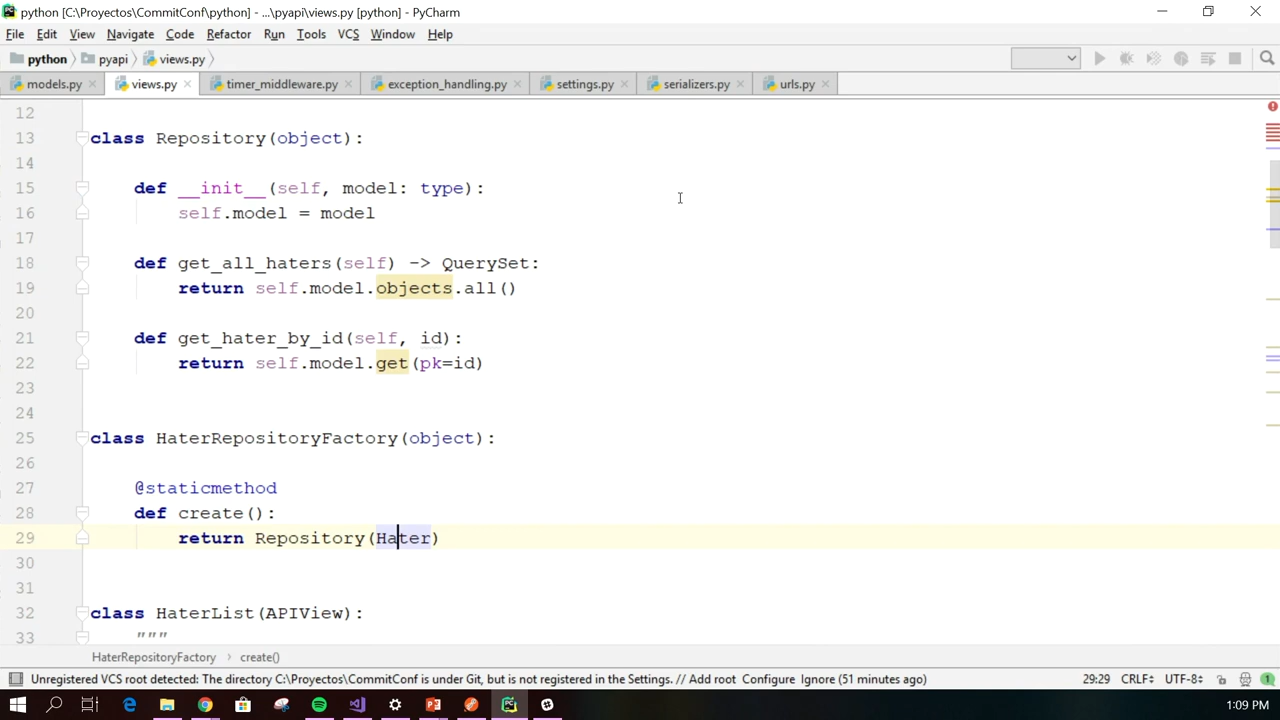 python [C:\Proyectos\CommitConf\python] - ...\pyapi\views.py [python] - PyCharm
File Edit View Navigate Code Refactor Run Tools VCS Window Help
python pyapi views.py
models.py views.py timer_middleware.py exception_handling.py settings.py serializers.py urls.py
12
13 class Repository(object):
14
15 def __init__(self, model: type):
16 self.model = model
17
18 def get_all_haters(self) -> QuerySet:
19 return self.model.objects.all()
20
21 def get_hater_by_id(self, id):
22 return self.model.get(pk=id)
23
24
25 class HaterRepositoryFactory(object):
26
27 @staticmethod
28 def create():
29 return Repository(Hater)
30
31
32 class HaterList(APIView):
33 """
HaterRepositoryFactory › create()
Unregistered VCS root detected: The directory C:\Proyectos\CommitConf is under Git, but is not registered in the Settings. // Add root Configure Ignore (51 minutes ago) 29:29 CRLF UTF-8 1
1:09 PM